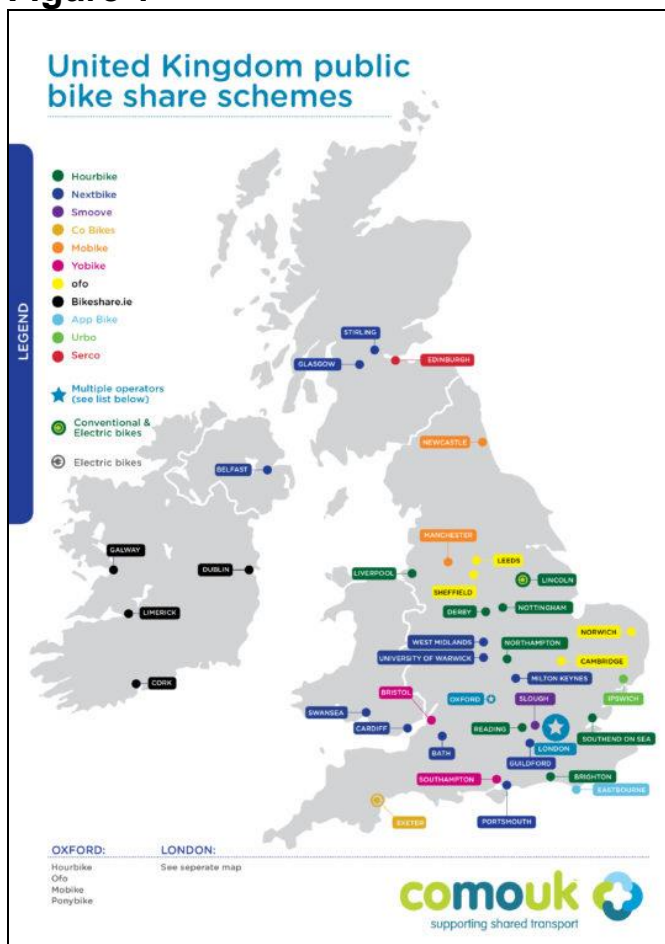 United Kingdom public
bike share schemes
LEGEND
Hourbike
Nextbike
Smoove
Co Bikes
Mobike
Yobike
ofo
Bikeshare.ie
App Bike
Urbo
Serco
Multiple operators
(see list below)
Conventional &
Electric bikes
Electric bikes
STIRLING
GLASGOW
EDINBURGH
NEWCASTLE
BELFAST
MANCHESTER
GALWAY
DUBLIN
LEEDS
LIVERPOOL
LINCOLN
SHEFFIELD
LIMERICK
DERBY
NOTTINGHAM
NORWICH
WEST MIDLANDS
NORTHAMPTON
UNIVERSITY OF WARWICK
CAMBRIDGE
CORK
MILTON KEYNES
BRISTOL
OXFORD
SLOUGH
IPSWICH
SWANSEA
CARDIFF
READING
SOUTHEND ON SEA
LONDON
BATH
GUILDFORD
SOUTHAMPTON
BRIGHTON
EASTBOURNE
EXETER
PORTSMOUTH
OXFORD:
Hourbike
Ofo
Mobike
Ponybike
LONDON:
See seperate map
comouk
supporting shared transport